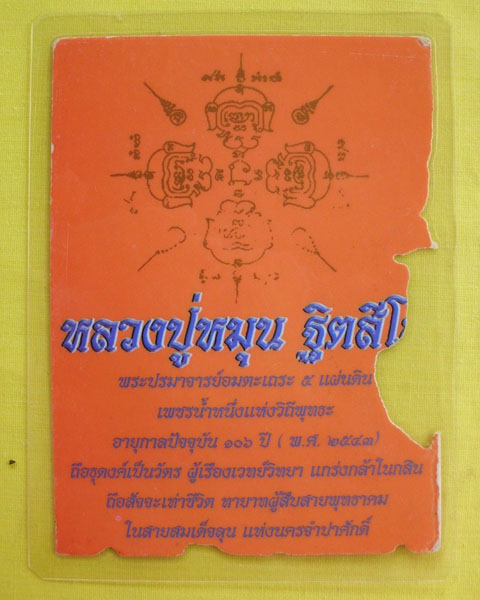 หลวงปู่หมุน ฐิตสีโ
พระปรมาจารย์อมตะเถระ ๕ แผ่นดิน
เพชรน้ำหนึ่งแห่งวิถีพุทธะ
อายุกาลปัจจุบัน ๑๐๖ ปี ( พ.ศ. ๒๕๔๓)
ถือธุดงค์เป็นวัตร ผู้เรืองเวทย์วิทยา แกร่งกล้าในกสิน
ถือสัจจะเท่าชีวิต ทายาทผู้สืบสายพุทธาคม
ในสายสมเด็จลุน แห่งนครจำปาศักดิ์